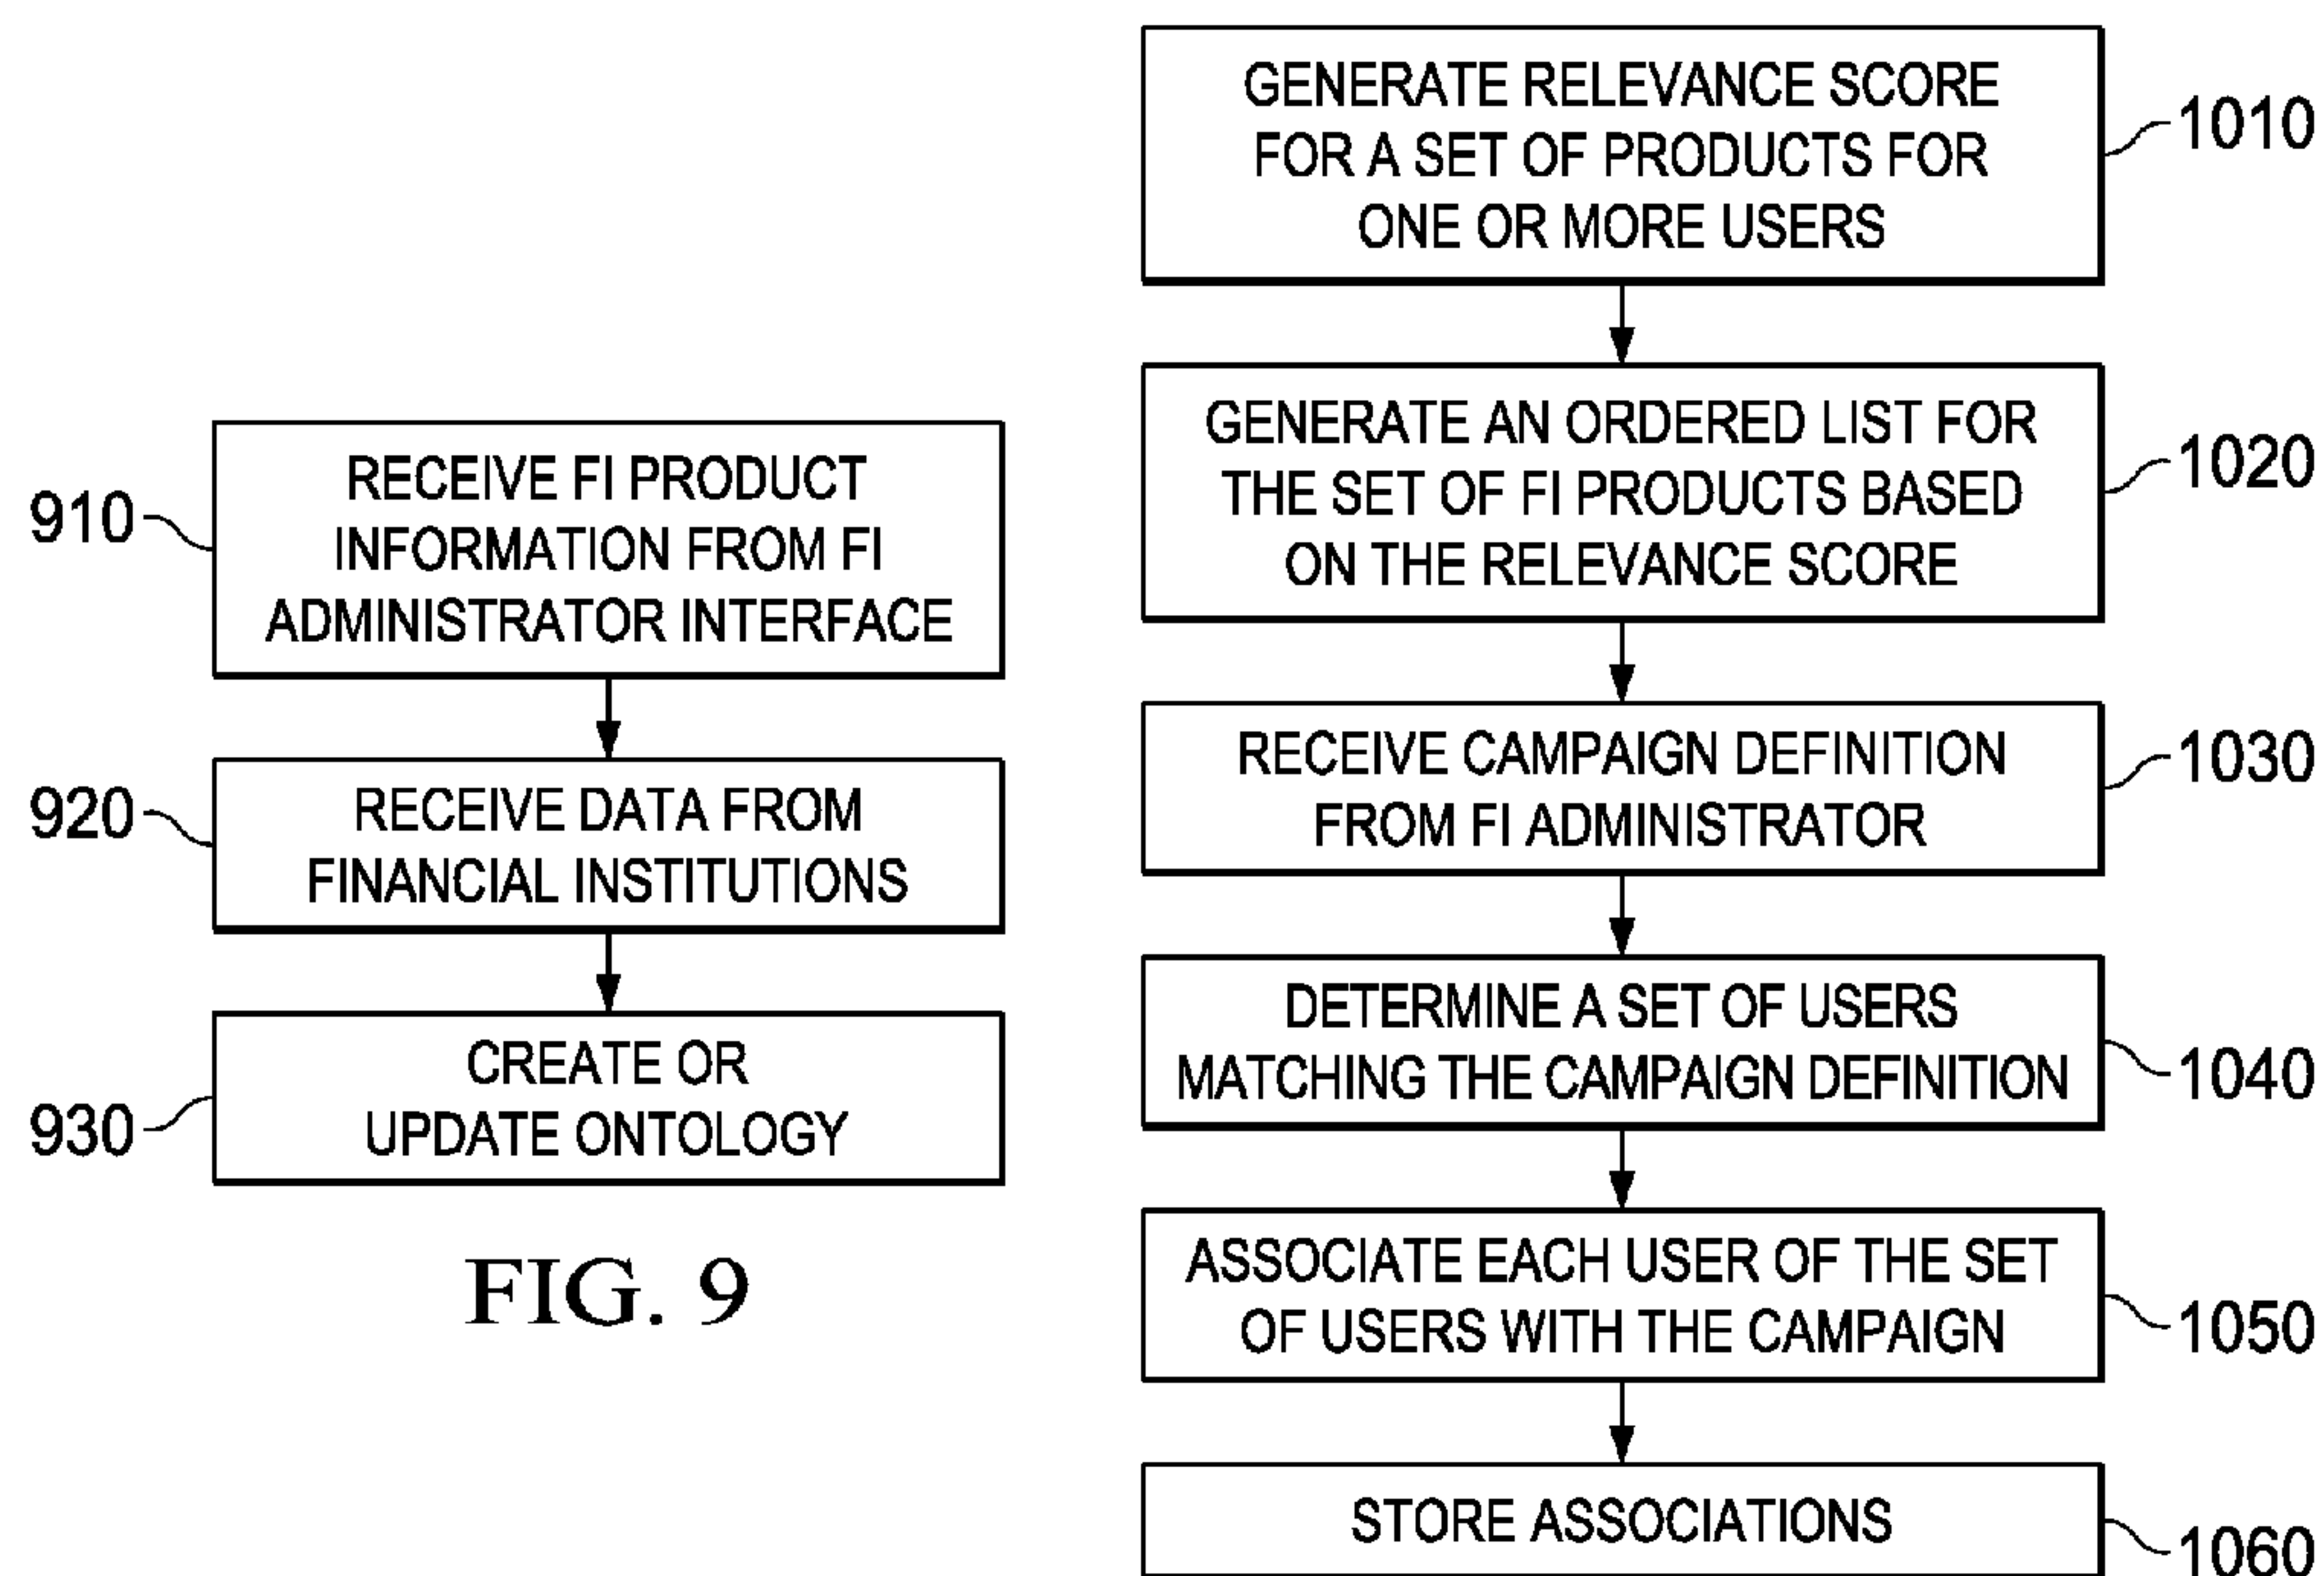 910
RECEIVE FI PRODUCT
INFORMATION FROM FI
ADMINISTRATOR INTERFACE
920
RECEIVE DATA FROM
FINANCIAL INSTITUTIONS
930
CREATE OR
UPDATE ONTOLOGY
FIG. 9
GENERATE RELEVANCE SCORE
FOR A SET OF PRODUCTS FOR
ONE OR MORE USERS
1010
GENERATE AN ORDERED LIST FOR
THE SET OF FI PRODUCTS BASED
ON THE RELEVANCE SCORE
1020
RECEIVE CAMPAIGN DEFINITION
FROM FI ADMINISTRATOR
1030
DETERMINE A SET OF USERS
MATCHING THE CAMPAIGN DEFINITION
1040
ASSOCIATE EACH USER OF THE SET
OF USERS WITH THE CAMPAIGN
1050
STORE ASSOCIATIONS
1060